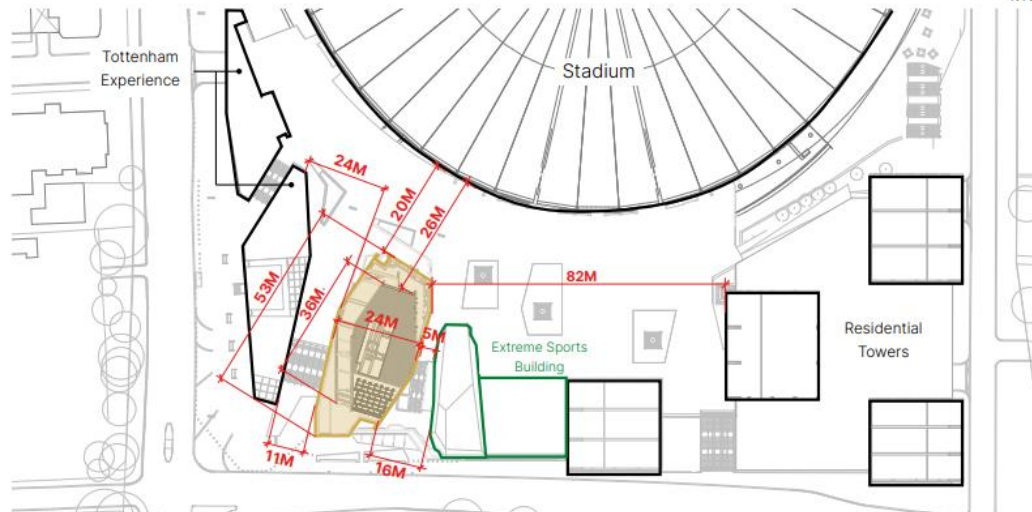 Tottenham
Experience
Stadium
24M
20M
26M
82M
53M
36M
24M
5M
Extreme Sports
Building
Residential
Towers
11M
16M